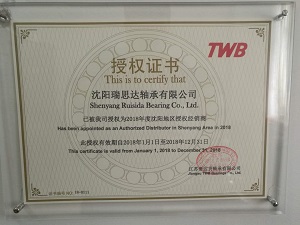 TWB
授权证书
This is to certify that
沈阳瑞思达轴承有限公司
Shenyang Ruisida Bearing Co., Ltd.
已被我司授权为2018年度沈阳地区授权经销商
Has been appointed as an Authorized Distributor in Shenyang Area in 2018
此授权有效期自2018年1月1日至2018年12月31日
This certificate is valid from January 1, 2018 to December 31, 2018